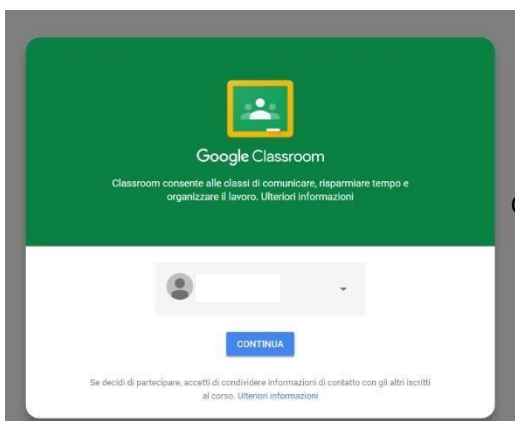 Google Classroom
Classroom consente alle classi di comunicare, risparmiare tempo e
organizzare il lavoro. Ulteriori informazioni
CONTINUA
Se decidi di partecipare, accetti di condividere informazioni di contatto con gli altri iscritti
al corso. Ulteriori informazioni